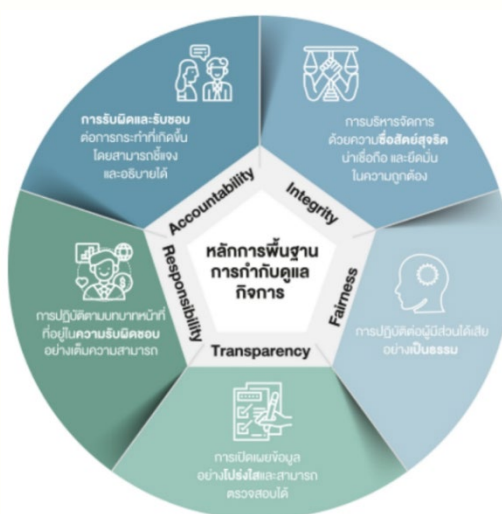 การรับผิดและรับชอบ
ต่อการกระทำที่เกิดขึ้น
โดยสามารถชี้แจง
และอธิบายได้
การบริหารจัดการ
ด้วยความซื่อสัตย์สุจริต
น่าเชื่อถือ และยึดมั่น
ในความถูกต้อง
Accountability
Integrity
หลักการพื้นฐาน
การกำกับดูแล
กิจการ
Responsibility
Fairness
Transparency
การปฏิบัติตามบทบาทหน้าที่
ที่อยู่ในความรับผิดชอบ
อย่างเต็มความสามารถ
การปฏิบัติต่อผู้มีส่วนได้เสีย
อย่างเป็นธรรม
การเปิดเผยข้อมูล
อย่างโปร่งใสและสามารถ
ตรวจสอบได้